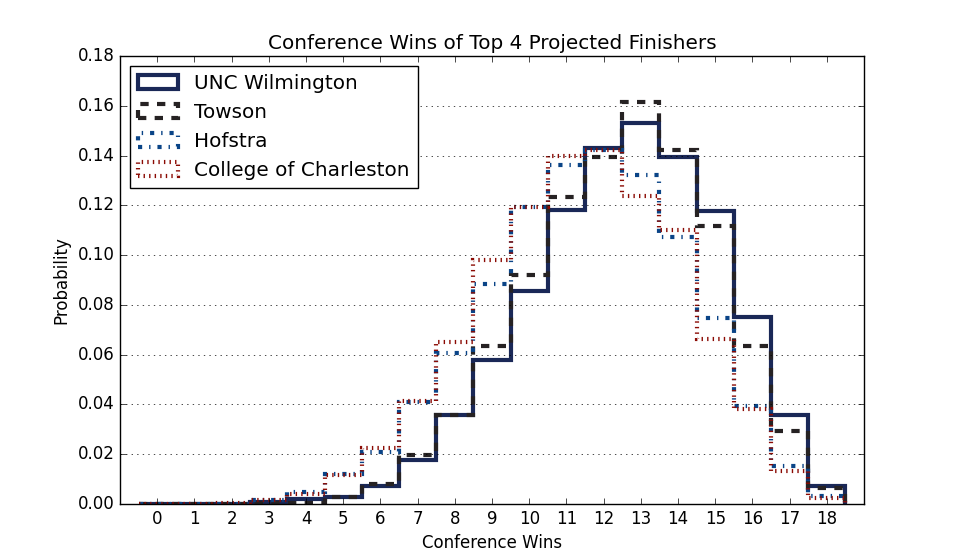 Conference Wins of Top 4 Projected Finishers
UNC Wilmington
Towson
Hofstra
College of Charleston
0.18
0.16
0.14
0.12
0.10
0.08
0.06
0.04
0.02
0.00
Probability
0 1 2 3 4 5 6 7 8 9 10 11 12 13 14 15 16 17 18
Conference Wins